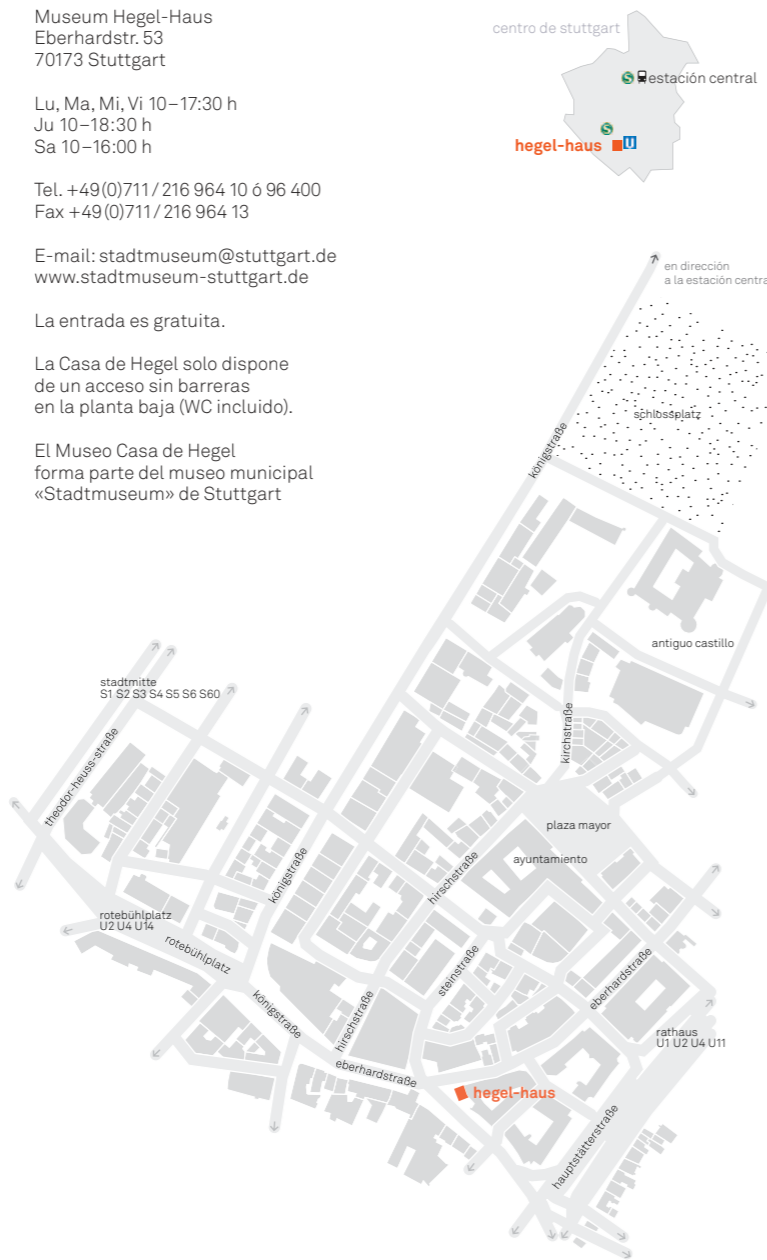 Museum Hegel-Haus
Eberhardstr. 53
70173 Stuttgart
Lu, Ma, Mi, Vi 10–17:30 h
Ju 10–18:30 h
Sa 10–16:00 h
Tel. +49(0)711/216 964 10 ó 96 400
Fax +49(0)711/216 964 13
E-mail: stadtmuseum@stuttgart.de
www.stadtmuseum-stuttgart.de
La entrada es gratuita.
La Casa de Hegel solo dispone
de un acceso sin barreras
en la planta baja (WC incluido).
El Museo Casa de Hegel
forma parte del museo municipal
«Stadtmuseum» de Stuttgart
centro de stuttgart
S estación central
S
hegel-haus U
en dirección
a la estación central
schlossplatz
königstraße
antiguo castillo
stadtmitte
S1 S2 S3 S4 S5 S6 S60
theodor-heuss-straße
kirchstraße
plaza mayor
ayuntamiento
hirschstraße
königstraße
rotebühlplatz
U2 U4 U14
rotebühlplatz
steinstraße
eberhardstraße
königstraße
hirschstraße
rathaus
U1 U2 U4 U11
eberhardstraße
hegel-haus
hauptstätterstraße